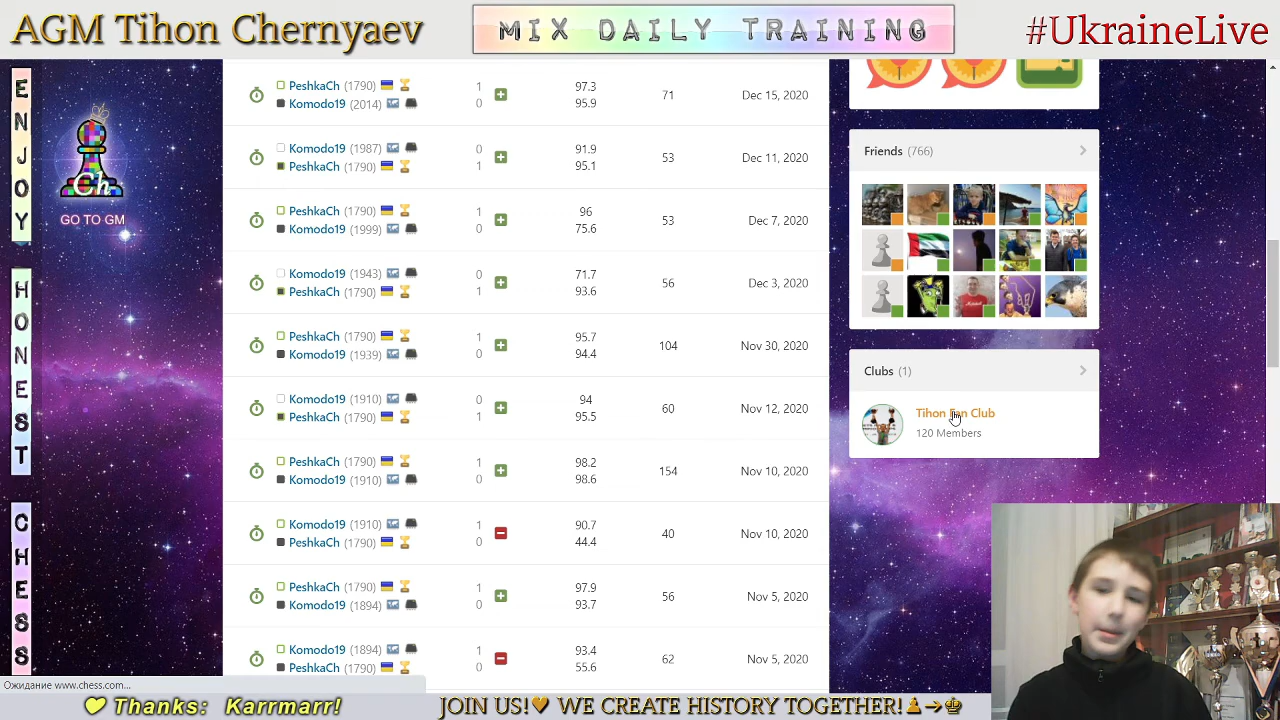 AGM Tihon Chernyaev
MIX DAILY TRAINING
#UkraineLive
ENJOY
HONEST
CHESS
Ch
GO TO GM
PeshkaCh (1790) 1 97.3
Komodo19 (2014) 0 95.9
71 Dec 15, 2020
Komodo19 (1987) 0 91.9
PeshkaCh (1790) 1 95.1
53 Dec 11, 2020
PeshkaCh (1790) 1 96
Komodo19 (1999) 0 75.6
53 Dec 7, 2020
Komodo19 (1943) 0 71.7
PeshkaCh (1790) 1 93.6
56 Dec 3, 2020
PeshkaCh (1790) 1 95.7
Komodo19 (1939) 0 94.4
104 Nov 30, 2020
Komodo19 (1910) 0 94
PeshkaCh (1790) 1 95.5
60 Nov 12, 2020
PeshkaCh (1790) 1 98.2
Komodo19 (1910) 0 98.6
154 Nov 10, 2020
Komodo19 (1910) 1 90.7
PeshkaCh (1790) 0 44.4
40 Nov 10, 2020
PeshkaCh (1790) 1 97.9
Komodo19 (1894) 0 93.7
56 Nov 5, 2020
Komodo19 (1894) 1 93.4
PeshkaCh (1790) 0 55.6
62 Nov 5, 2020
Friends (766)
Clubs (1)
Tihon Fan Club
120 Members
Ожидание www.chess.com...
Thanks: Karrmarr!
JOIN US! WE CREATE HISTORY TOGETHER!